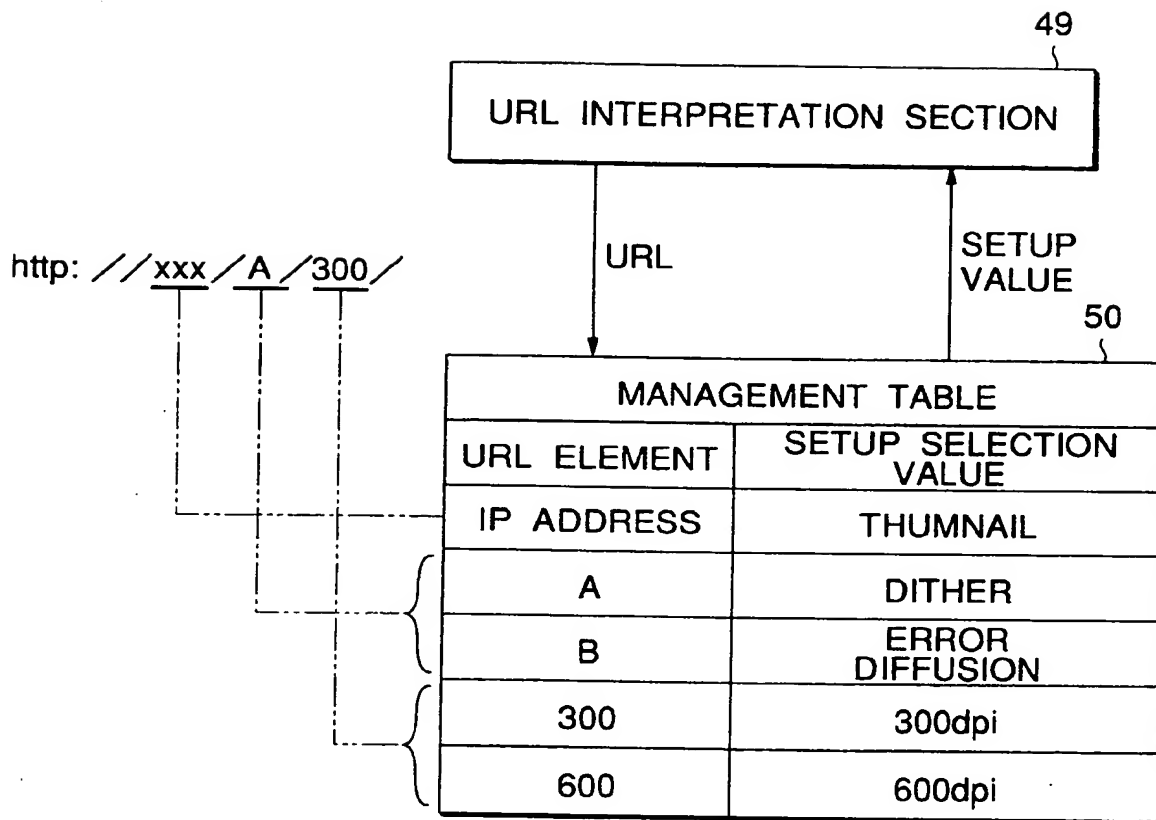 49
URL INTERPRETATION SECTION
http: //xxx/A/300/
URL
SETUP
VALUE
50
MANAGEMENT TABLE
URL ELEMENT
SETUP SELECTION
VALUE
IP ADDRESS
THUMNAIL
A
DITHER
B
ERROR
DIFFUSION
300
300dpi
600
600dpi